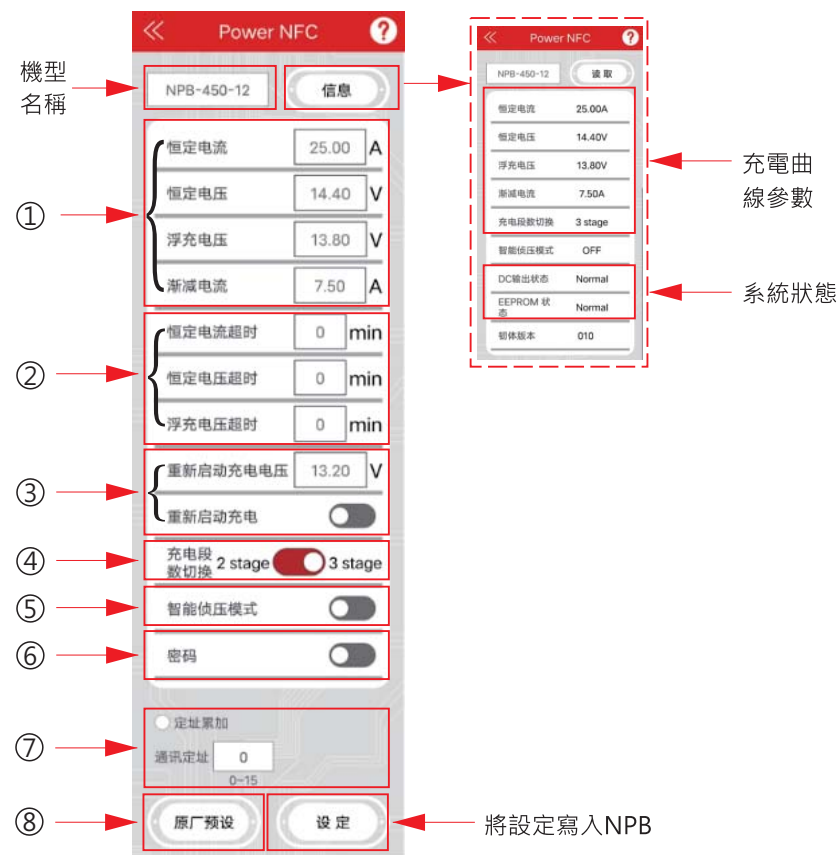 Power NFC
?
機型
名稱
NPB-450-12
信息
①
恒定电流 25.00 A
恒定电压 14.40 V
浮充电压 13.80 V
渐减电流 7.50 A
②
恒定电流超时 0 min
恒定电压超时 0 min
浮充电压超时 0 min
③
重新启动充电电压 13.20 V
重新启动充电
④
充电段
数切换 2 stage 3 stage
⑤
智能侦压模式
⑥
密码
⑦
定址累加
通讯定址 0
0~15
⑧
原厂预设
设 定
將設定寫入NPB
Power NFC
?
NPB-450-12
读 取
恒定电流 25.00A
恒定电压 14.40V
浮充电压 13.80V
渐减电流 7.50A
充电段数切换 3 stage
智能侦压模式 OFF
DC输出状态 Normal
EEPROM 状
态 Normal
韧体版本 010
充電曲
線參數
系統狀態